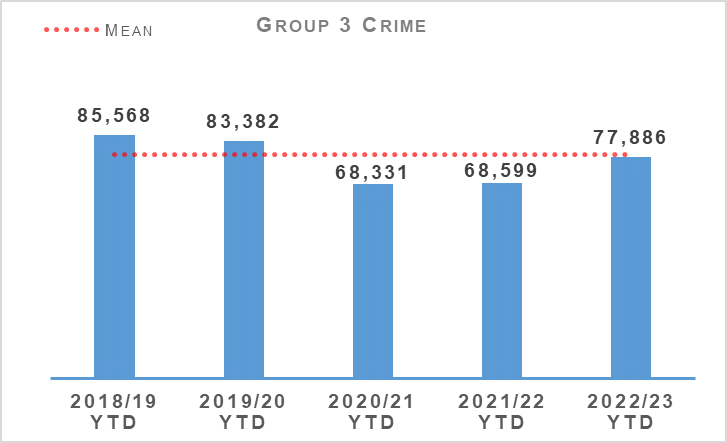 GROUP 3 CRIME
MEAN
85,568
83,382
68,331
68,599
77,886
2018/19 YTD
2019/20 YTD
2020/21 YTD
2021/22 YTD
2022/23 YTD